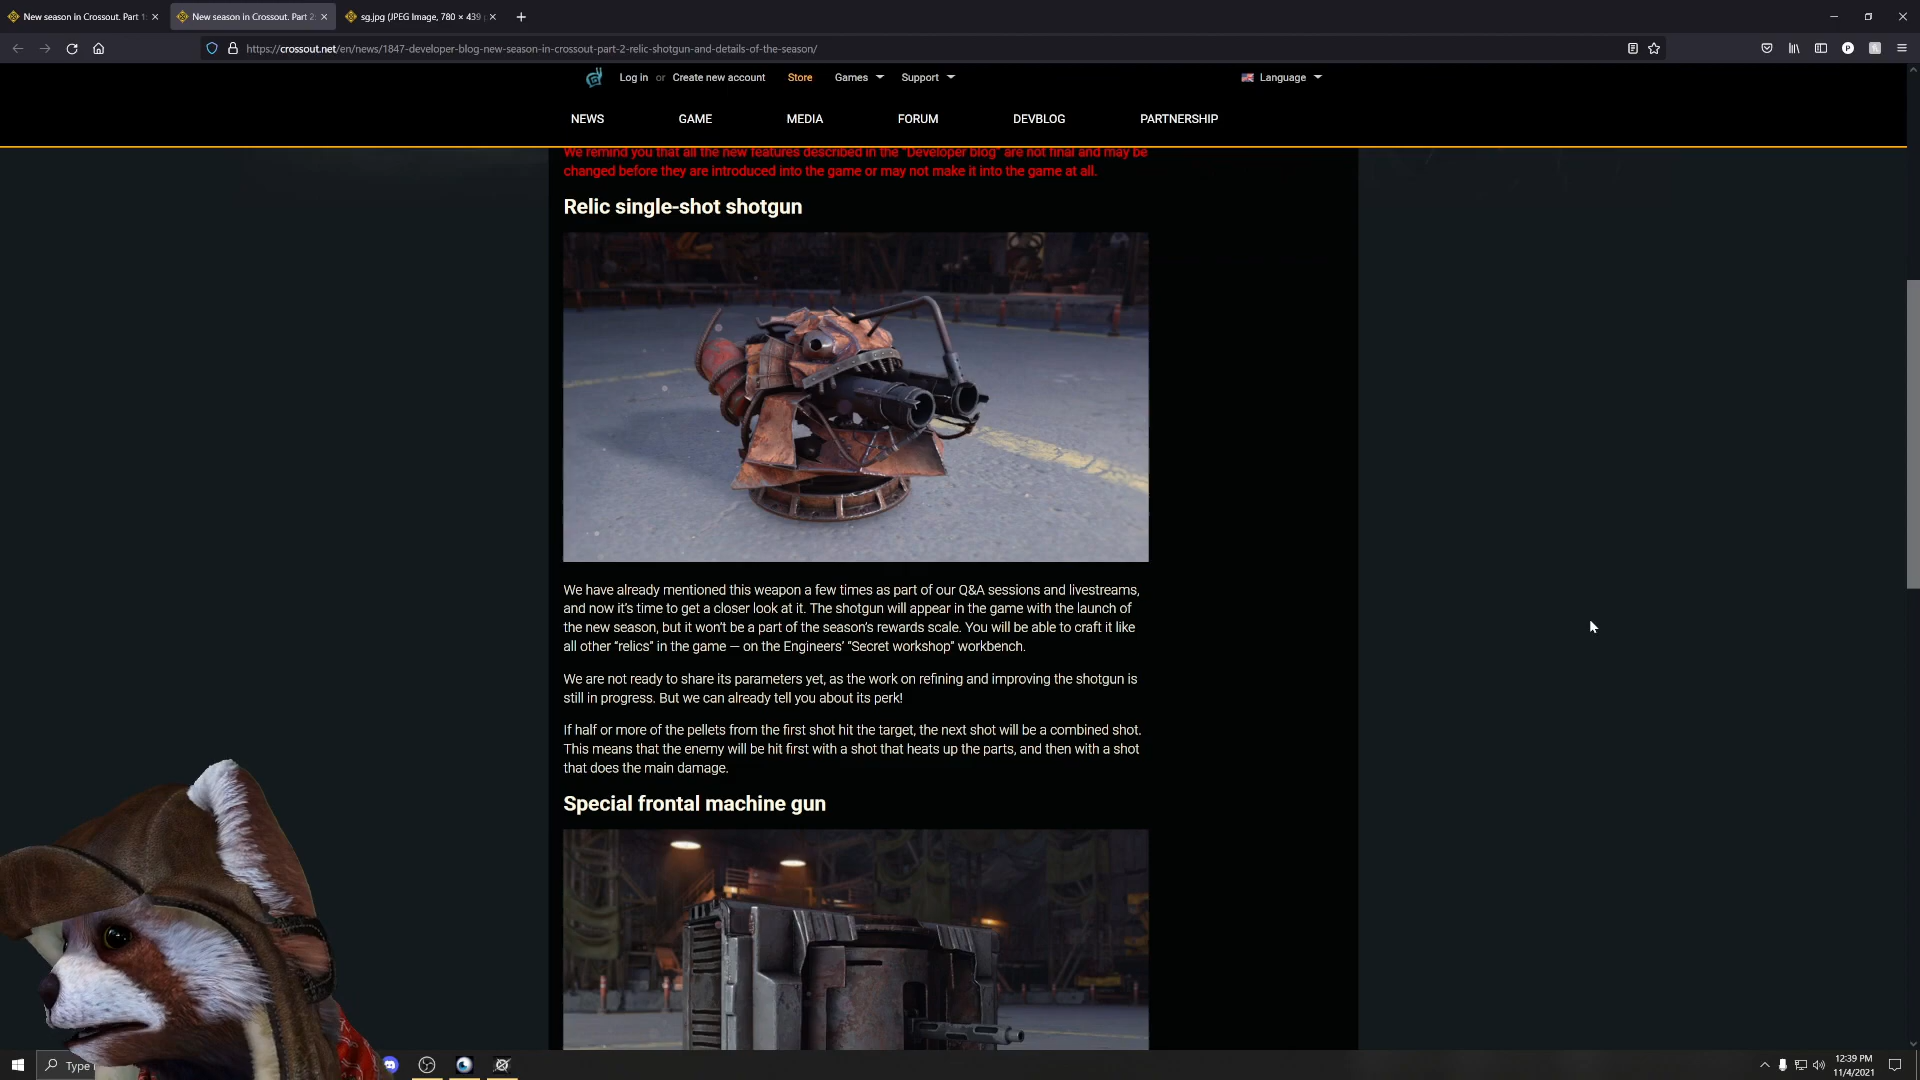 New season in Crossout. Part 1:
New season in Crossout. Part 2:
sg.jpg (JPEG Image, 780 × 439
https://crossout.net/en/news/1847-developer-blog-new-season-in-crossout-part-2-relic-shotgun-and-details-of-the-season/
Log in or Create new account Store Games Support Language
NEWS GAME MEDIA FORUM DEVBLOG PARTNERSHIP
We remind you that all the new features described in the "Developer blog" are not final and may be
changed before they are introduced into the game or may not make it into the game at all.
Relic single-shot shotgun
We have already mentioned this weapon a few times as part of our Q&A sessions and livestreams,
and now it's time to get a closer look at it. The shotgun will appear in the game with the launch of
the new season, but it won't be a part of the season's rewards scale. You will be able to craft it like
all other "relics" in the game — on the Engineers' "Secret workshop" workbench.
We are not ready to share its parameters yet, as the work on refining and improving the shotgun is
still in progress. But we can already tell you about its perk!
If half or more of the pellets from the first shot hit the target, the next shot will be a combined shot.
This means that the enemy will be hit first with a shot that heats up the parts, and then with a shot
that does the main damage.
Special frontal machine gun
Type
12:39 PM
11/4/2021